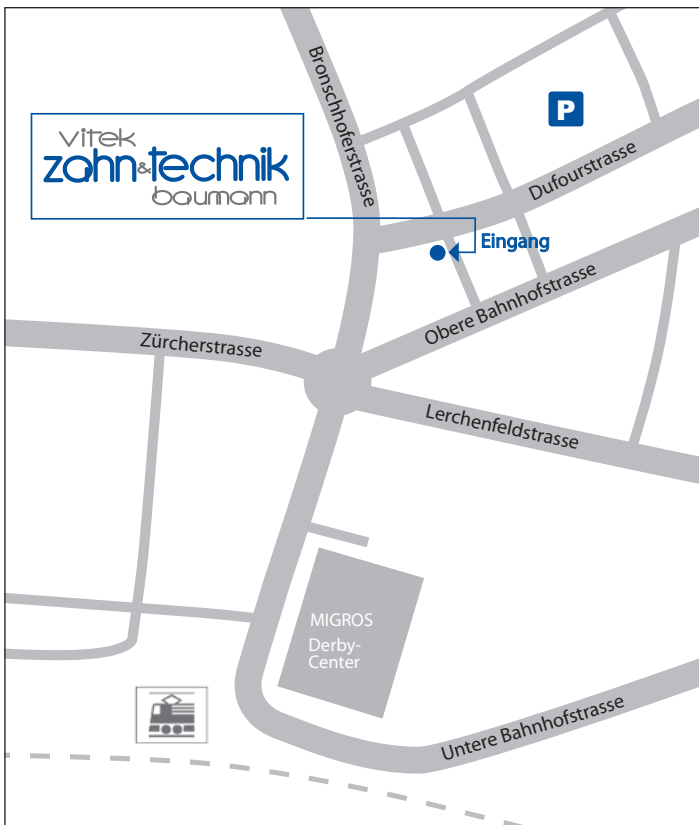 Bronschhoferstrasse
P
vitek
zahn&technik
baumann
Dufourstrasse
Eingang
Obere Bahnhofstrasse
Zürcherstrasse
Lerchenfeldstrasse
MIGROS
Derby-
Center
Untere Bahnhofstrasse